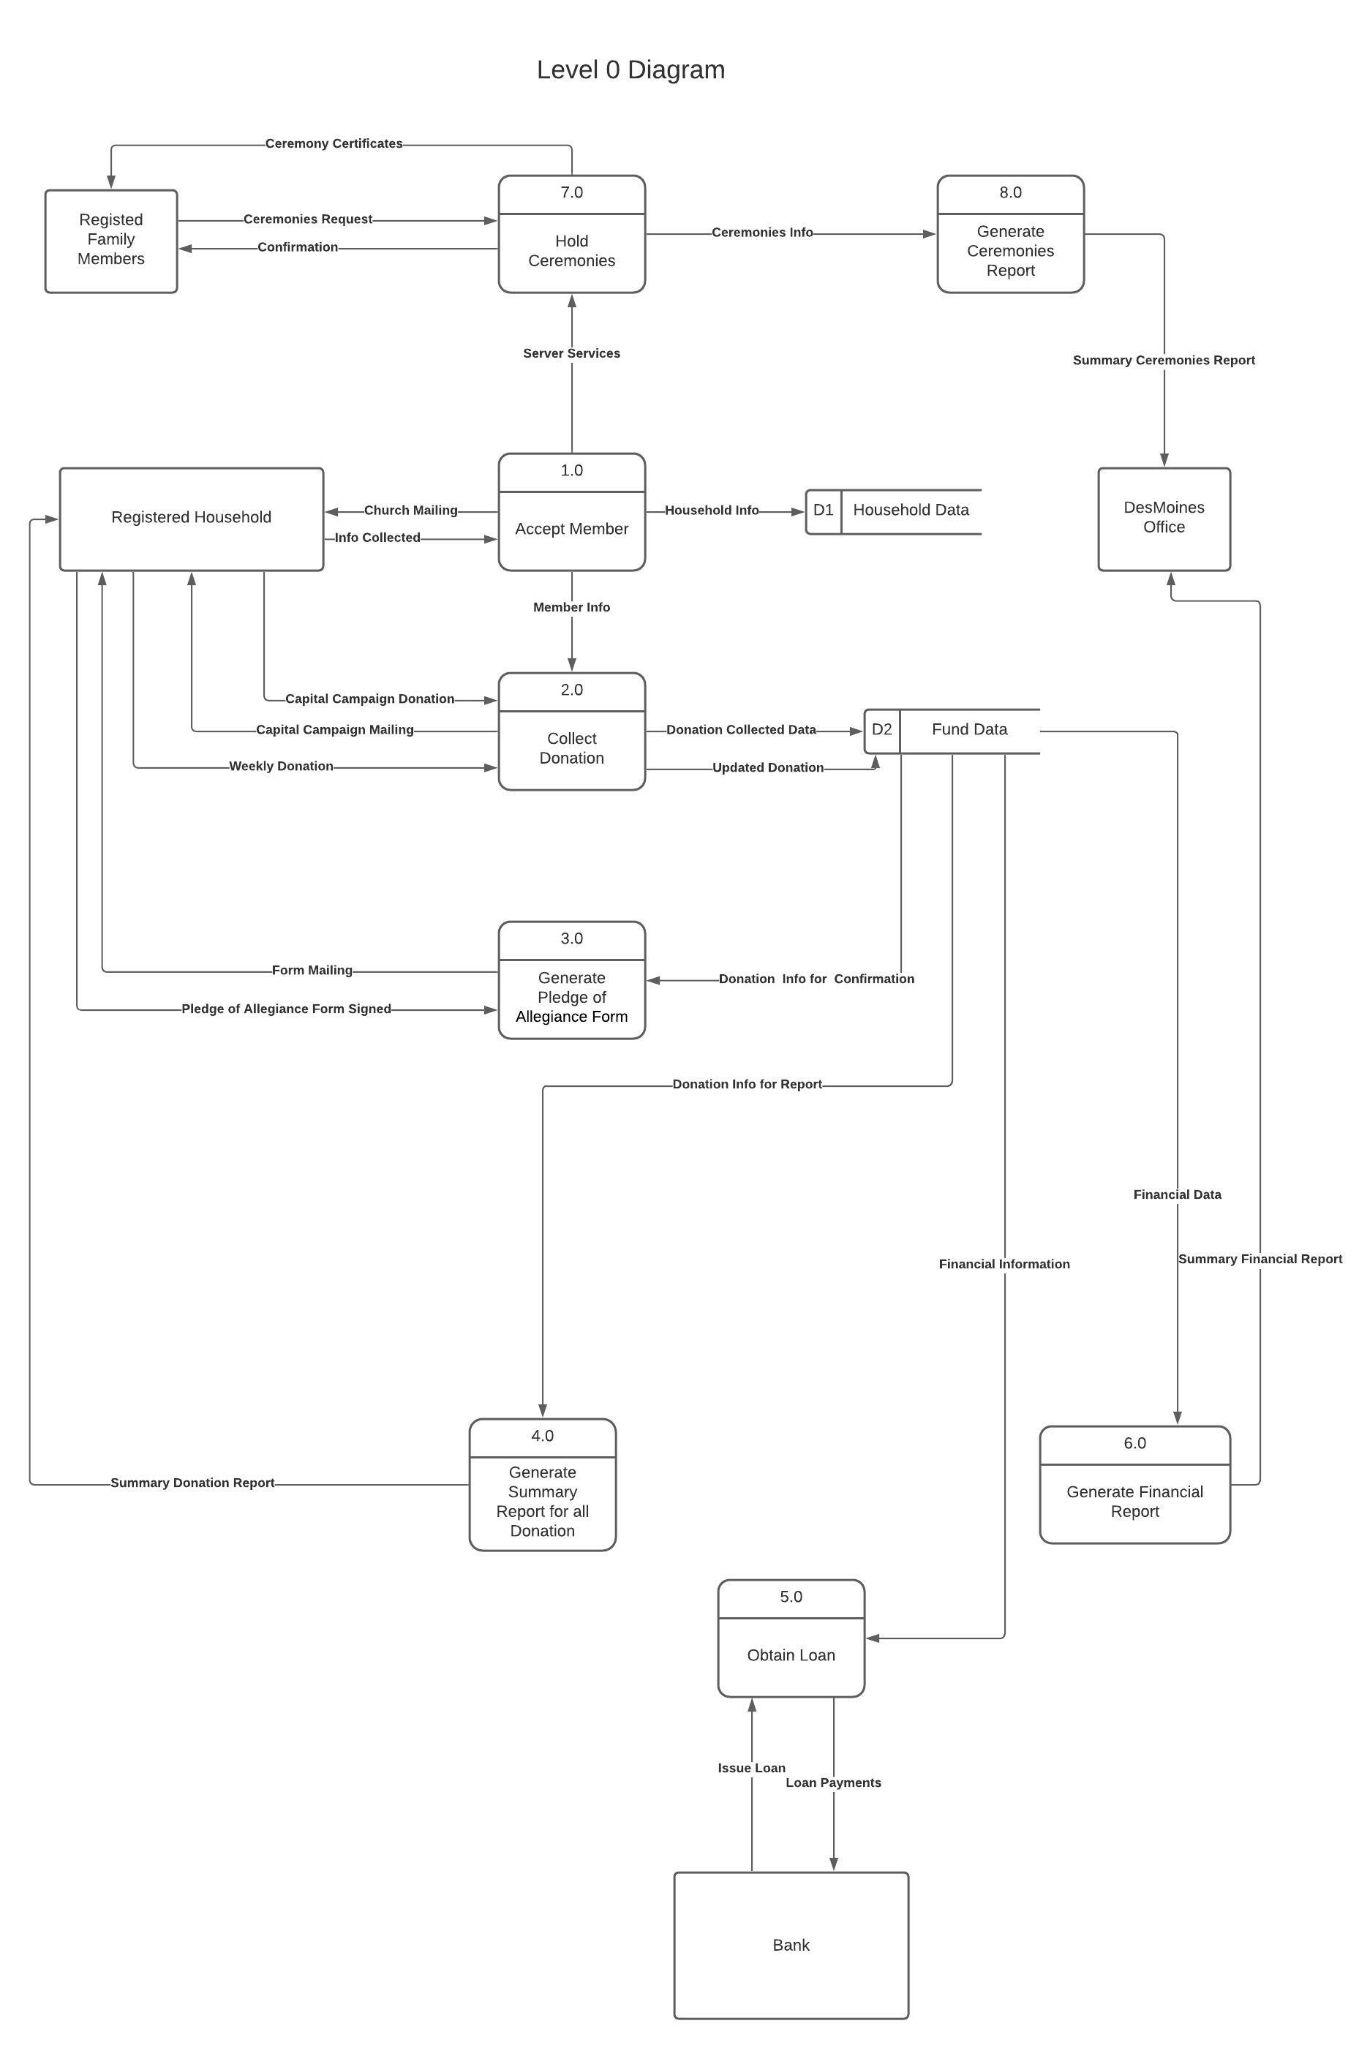 Level 0 Diagram
Ceremony Certificates
7.0
8.0
Registed
Family
Members
Ceremonies Request
Confirmation
Hold
Ceremonies
Ceremonies Info
Generate
Ceremonies
Report
Server Services
Summary Ceremonies Report
1.0
Registered Household
Church Mailing
Info Collected
Accept Member
Household Info
D1
Household Data
DesMoines
Office
Member Info
2.0
Capital Campaign Donation
Capital Campaign Mailing
Weekly Donation
Collect
Donation
Donation Collected Data
Updated Donation
D2
Fund Data
3.0
Form Mailing
Pledge of Allegiance Form Signed
Generate
Pledge of
Allegiance Form
Donation Info for Confirmation
Donation Info for Report
Financial Data
Summary Financial Report
Financial Information
4.0
Summary Donation Report
Generate
Summary
Report for all
Donation
6.0
Generate Financial
Report
5.0
Obtain Loan
Issue Loan
Loan Payments
Bank